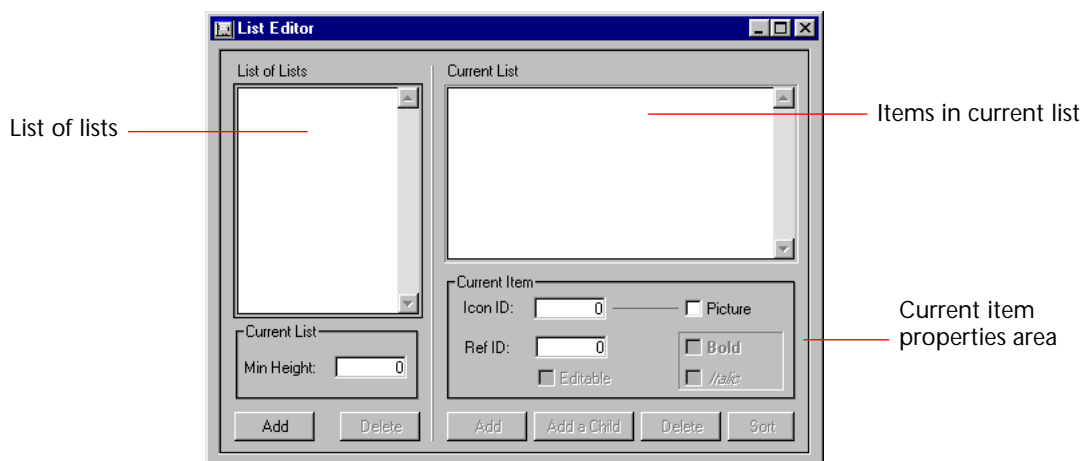 List Editor
List of Lists
Current List
List of lists
Items in current list
Current Item
Icon ID: 0 Picture
Ref ID: 0 Bold
Editable Italic
Current item
properties area
Current List
Min Height: 0
Add Delete
Add Add a Child Delete Sort